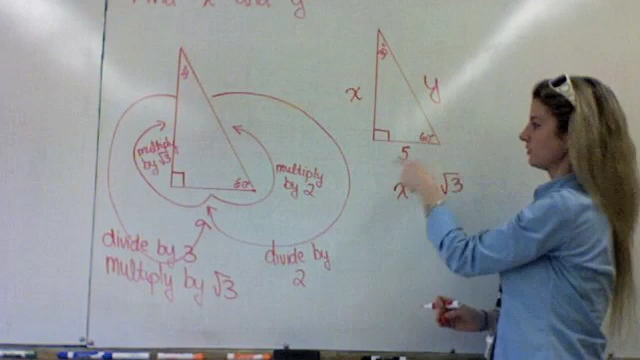 Find x and y
30°
x
y
60°
5
multiply
by √3
multiply
by 2
60°
x √3
divide by 3
multiply by √3
divide by
2